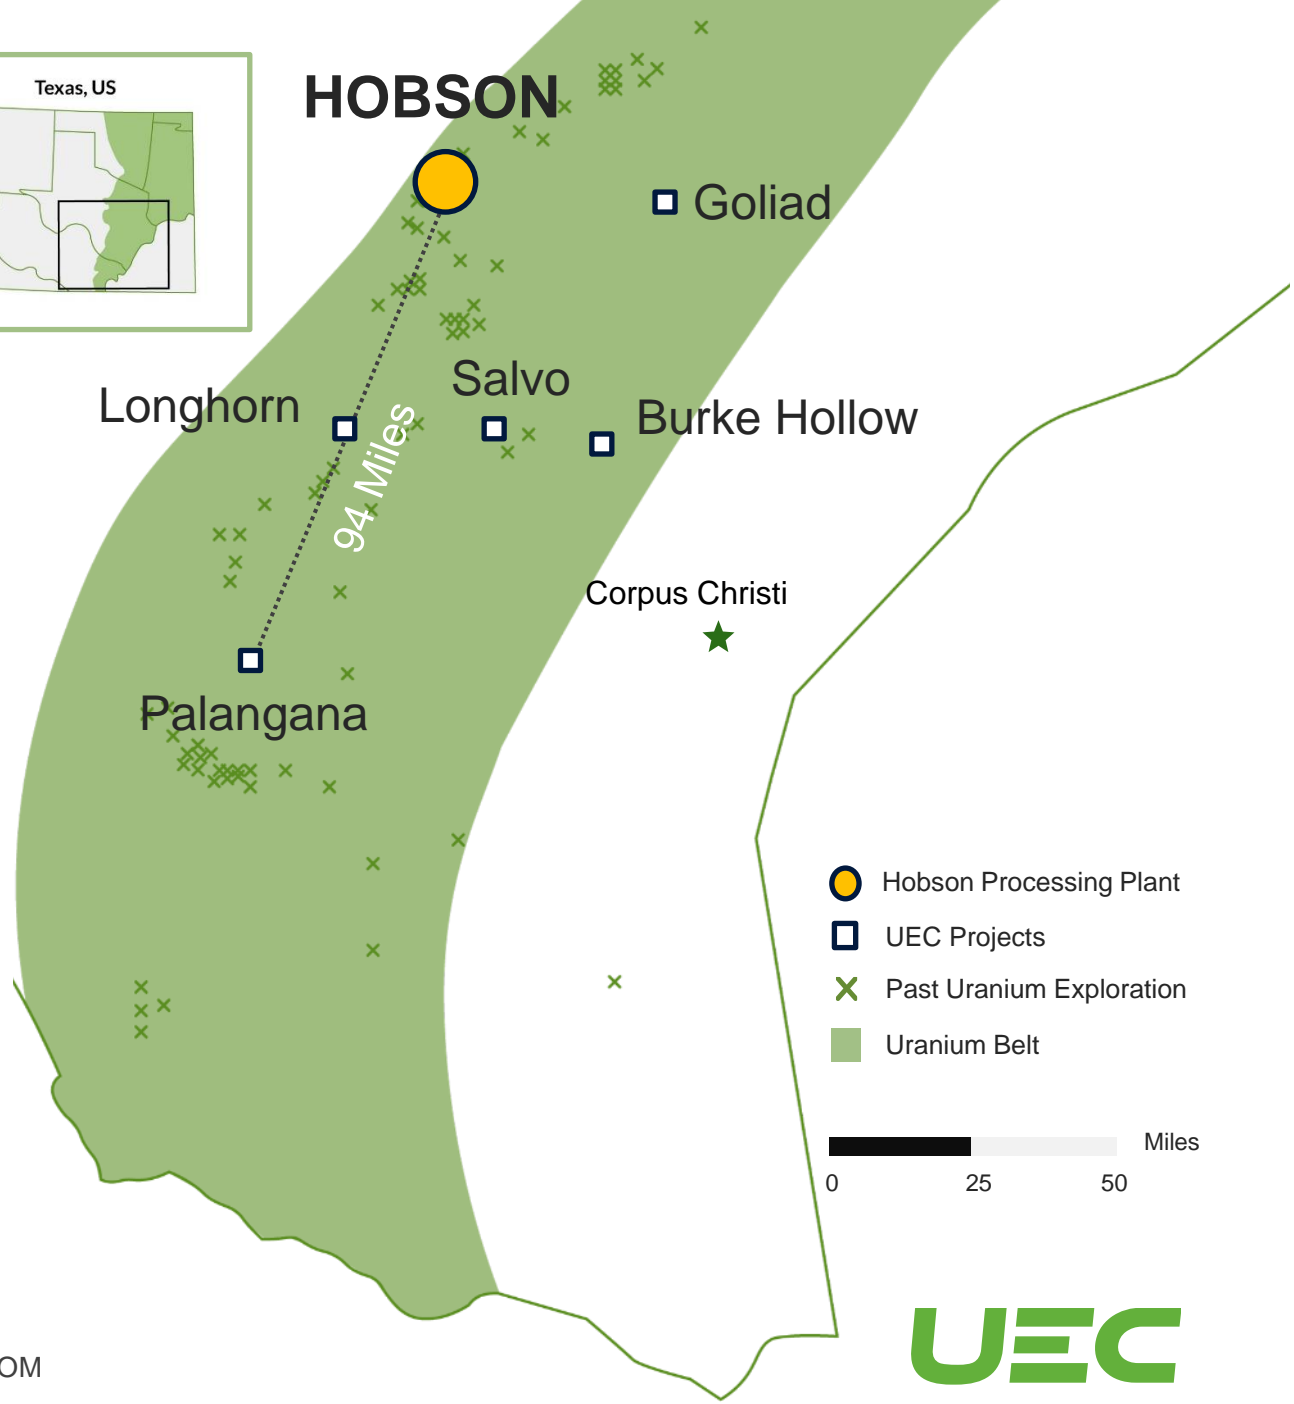 Texas, US
HOBSON
Goliad
Salvo
Longhorn
Burke Hollow
94 Miles
Corpus Christi
Palangana
Hobson Processing Plant
UEC Projects
Past Uranium Exploration
Uranium Belt
Miles
0 25 50
UEC
OM